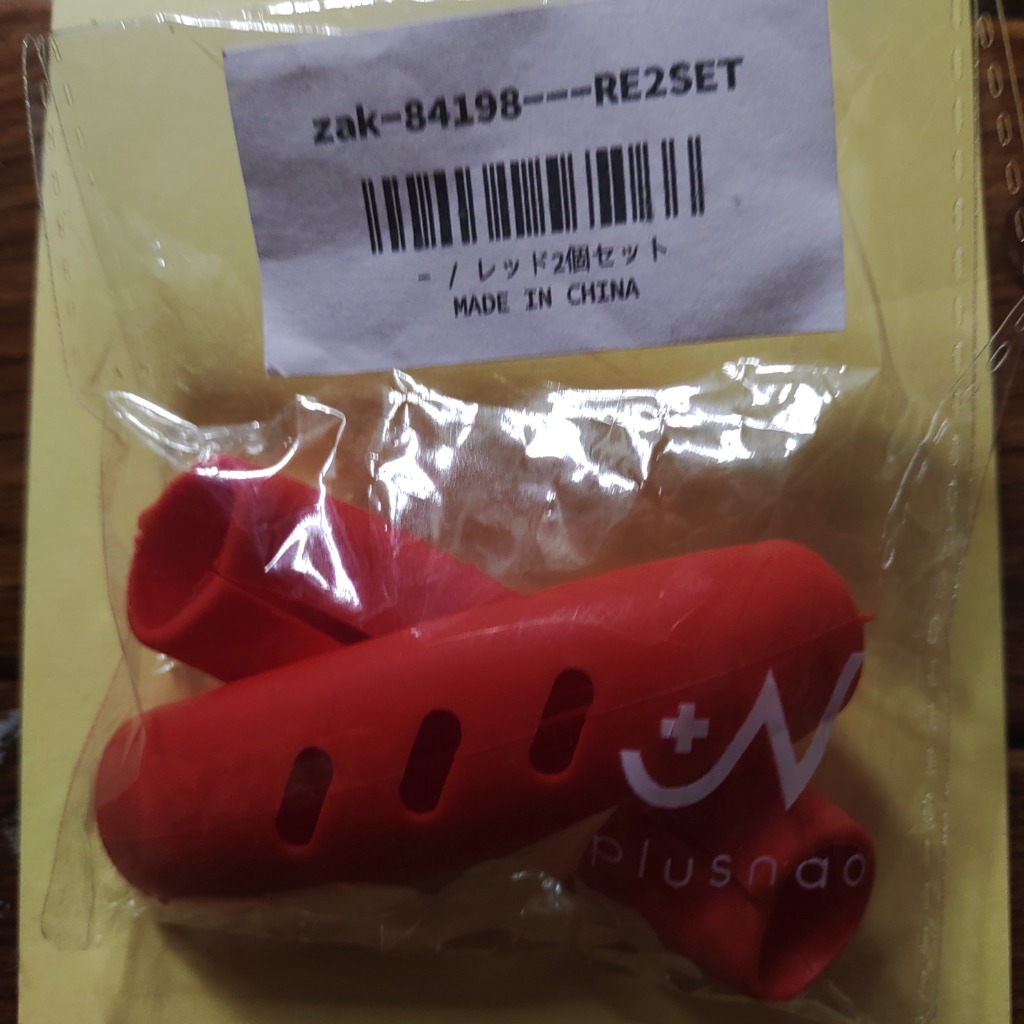 zak-84198---RE2SET
- / レッド2個セット
MADE IN CHINA
plusnao